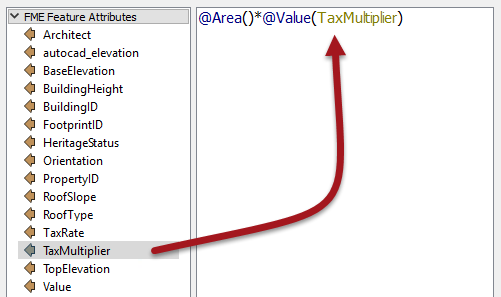 FME Feature Attributes
Architect
autocad_elevation
BaseElevation
BuildingHeight
BuildingID
FootprintID
HeritageStatus
Orientation
PropertyID
RoofSlope
RoofType
TaxRate
TaxMultiplier
TopElevation
Value
@Area()*@Value(TaxMultiplier)